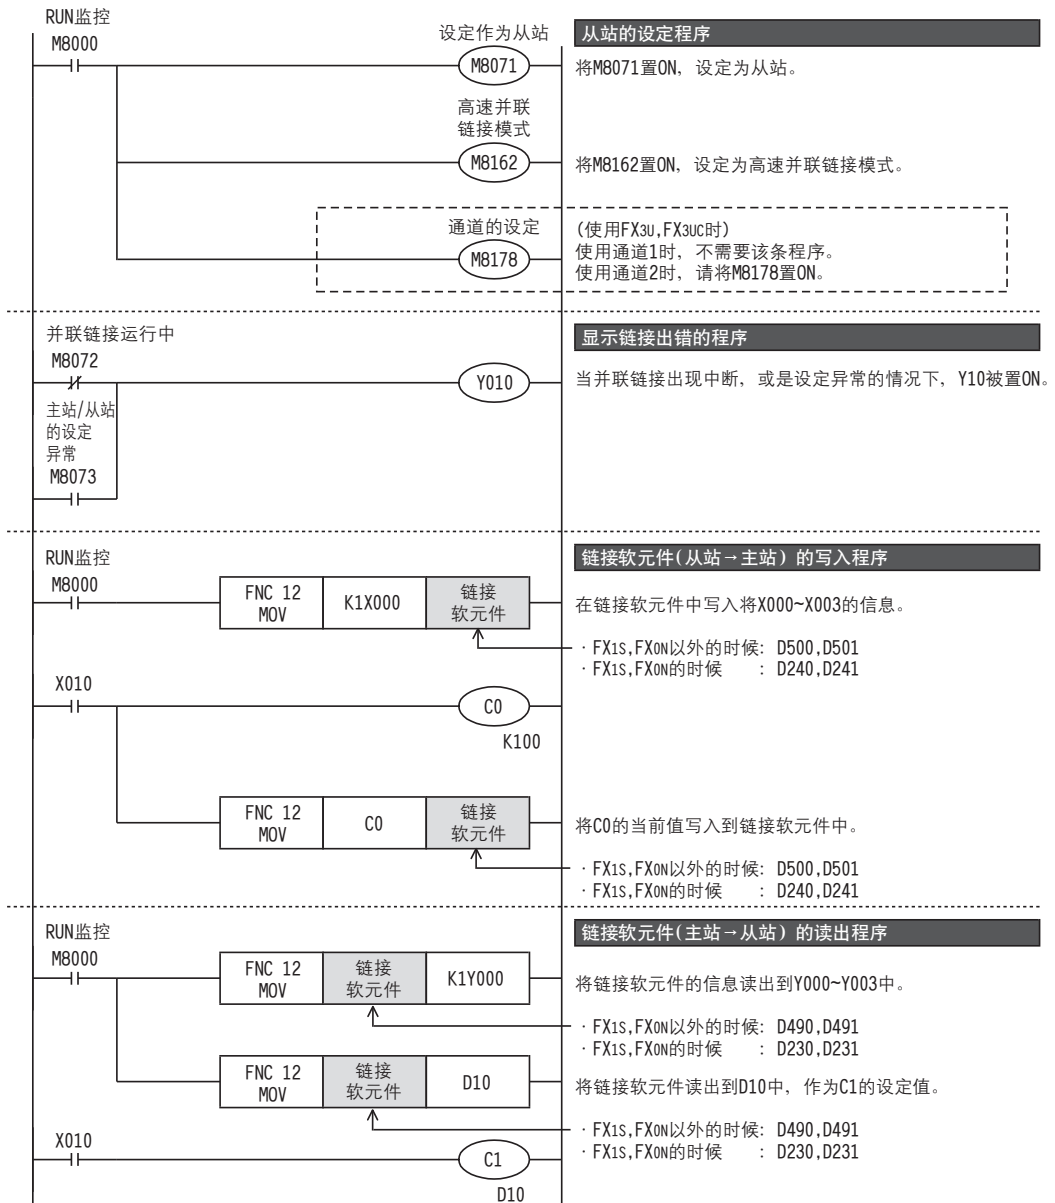 RUN监控
M8000
设定作为从站
M8071
从站的设定程序
将M8071置ON, 设定为从站。
高速并联
链接模式
M8162
将M8162置ON, 设定为高速并联链接模式。
通道的设定
M8178
(使用FX3U,FX3UC时)
使用通道1时, 不需要该条程序。
使用通道2时, 请将M8178置ON。
并联链接运行中
M8072
Y010
显示链接出错的程序
当并联链接出现中断, 或是设定异常的情况下, Y10被置ON。
主站/从站
的设定
异常
M8073
RUN监控
M8000
FNC 12
MOV
K1X000
链接
软元件
链接软元件(从站→主站) 的写入程序
在链接软元件中写入将X000~X003的信息。
·FX1S,FX0N以外的时候: D500,D501
·FX1S,FX0N的时候 : D240,D241
X010
C0
K100
FNC 12
MOV
C0
链接
软元件
将C0的当前值写入到链接软元件中。
·FX1S,FX0N以外的时候: D500,D501
·FX1S,FX0N的时候 : D240,D241
RUN监控
M8000
FNC 12
MOV
链接
软元件
K1Y000
链接软元件(主站→从站) 的读出程序
将链接软元件的信息读出到Y000~Y003中。
·FX1S,FX0N以外的时候: D490,D491
·FX1S,FX0N的时候 : D230,D231
FNC 12
MOV
链接
软元件
D10
将链接软元件读出到D10中, 作为C1的设定值。
·FX1S,FX0N以外的时候: D490,D491
·FX1S,FX0N的时候 : D230,D231
X010
C1
D10